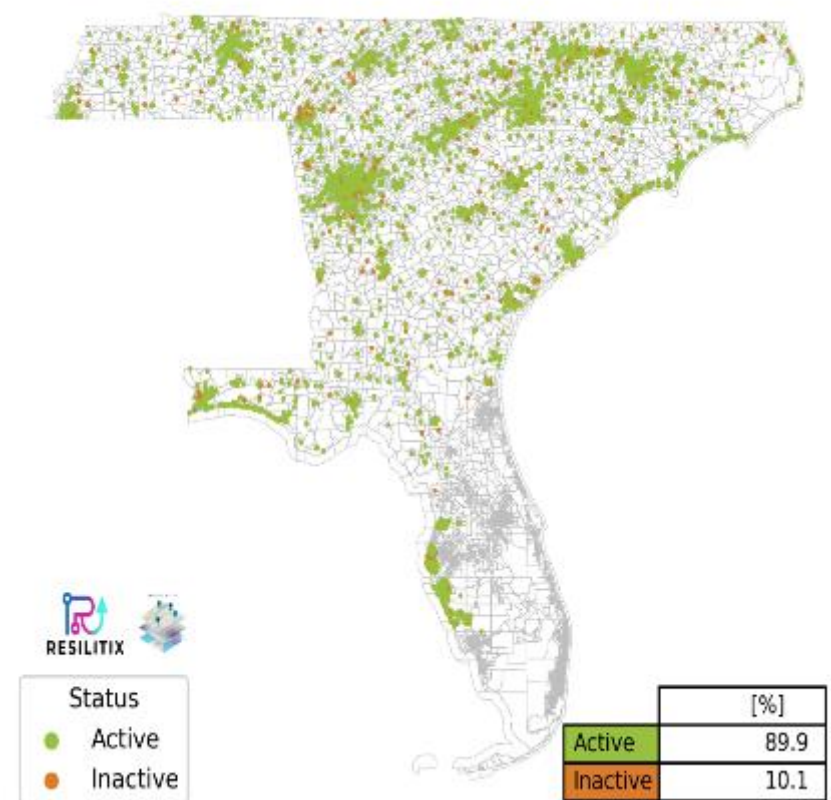 RESILITIX
Status
Active
Inactive
[%]
Active 89.9
Inactive 10.1